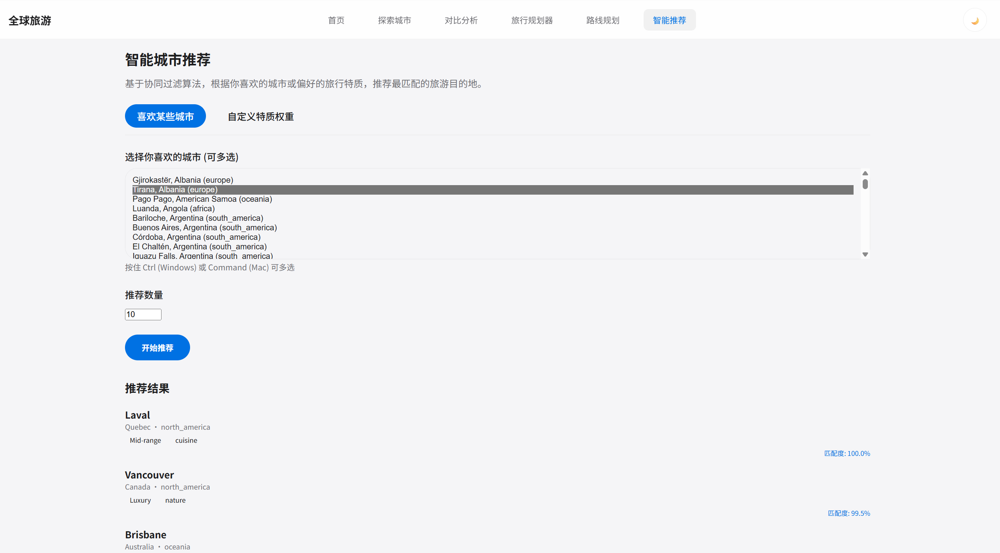 全球旅游
首页 探索城市 对比分析 旅行规划器 路线规划 智能推荐
智能城市推荐
基于协同过滤算法，根据你喜欢的城市或偏好的旅行特质，推荐最匹配的旅游目的地。
喜欢某些城市 自定义特质权重
选择你喜欢的城市 (可多选)
Gjirokastër, Albania (europe)
Tirana, Albania (europe)
Pago Pago, American Samoa (oceania)
Luanda, Angola (africa)
Bariloche, Argentina (south_america)
Buenos Aires, Argentina (south_america)
Córdoba, Argentina (south_america)
El Chaltén, Argentina (south_america)
Iguazu Falls, Argentina (south_america)
按住 Ctrl (Windows) 或 Command (Mac) 可多选
推荐数量
10
开始推荐
推荐结果
Laval
Quebec • north_america
Mid-range cuisine
匹配度: 100.0%
Vancouver
Canada • north_america
Luxury nature
匹配度: 99.5%
Brisbane
Australia • oceania